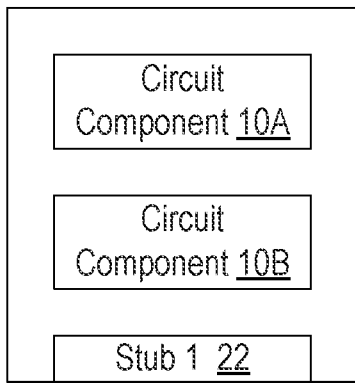 Circuit
Component 10A
Circuit
Component 10B
Stub 1 22